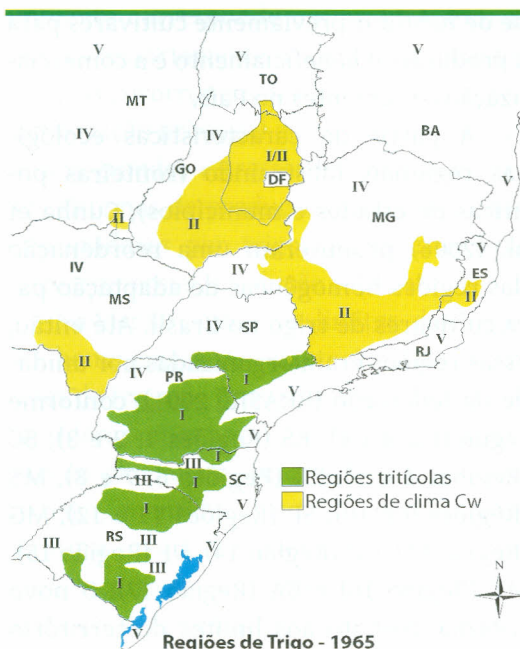 V
V
V
TO
MT
BA
IV
IV
V
I/II
GO
DF
IV
II
II
MG
V
IV
ES
IV
II
MS
SP
II
IV
RJ
II
IV
PR
I
V
I
V
III
I
III
I
SC
Regiões tritícolas
I
V
Regiões de clima Cw
III
RS
III
V
III
I
N
V
Regiões de Trigo - 1965